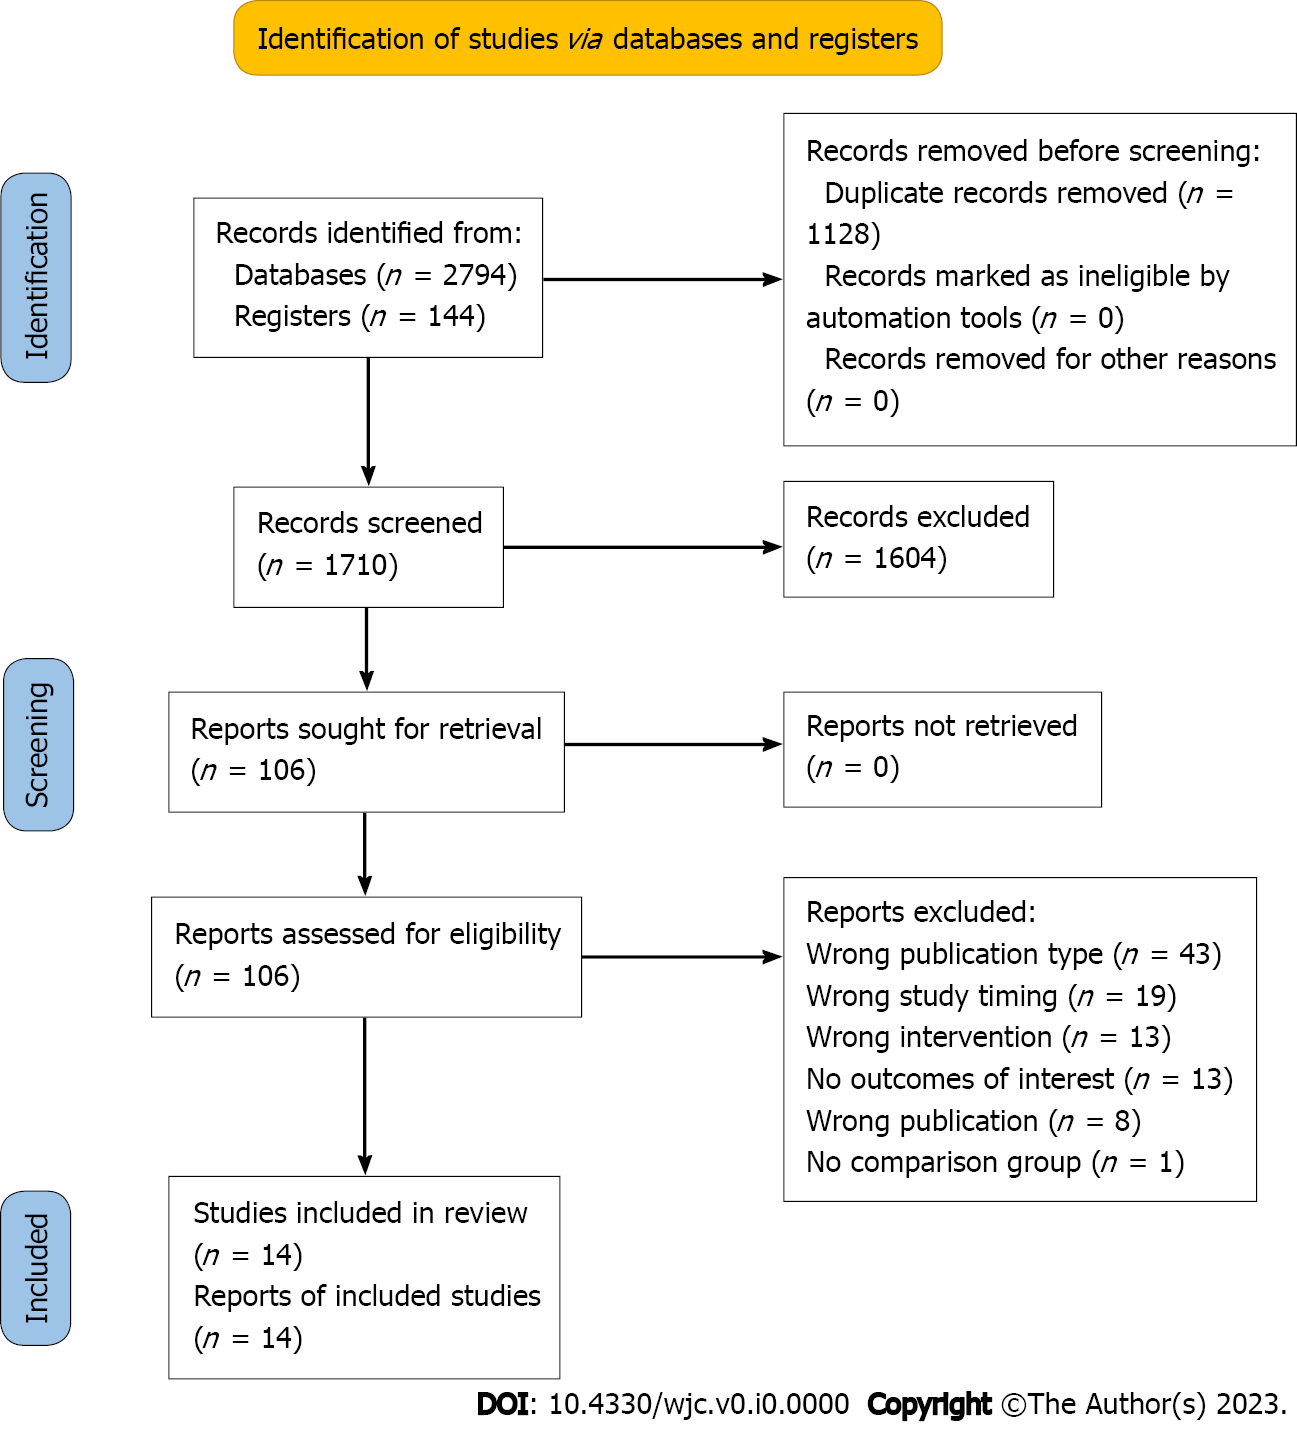 Identification of studies via databases and registers
Identification
Records identified from:
Databases (n = 2794)
Registers (n = 144)
Records removed before screening:
Duplicate records removed (n =
1128)
Records marked as ineligible by
automation tools (n = 0)
Records removed for other reasons
(n = 0)
Records screened
(n = 1710)
Records excluded
(n = 1604)
Screening
Reports sought for retrieval
(n = 106)
Reports not retrieved
(n = 0)
Reports assessed for eligibility
(n = 106)
Reports excluded:
Wrong publication type (n = 43)
Wrong study timing (n = 19)
Wrong intervention (n = 13)
No outcomes of interest (n = 13)
Wrong publication (n = 8)
No comparison group (n = 1)
Included
Studies included in review
(n = 14)
Reports of included studies
(n = 14)
DOI: 10.4330/wjc.v0.i0.0000 Copyright ©The Author(s) 2023.